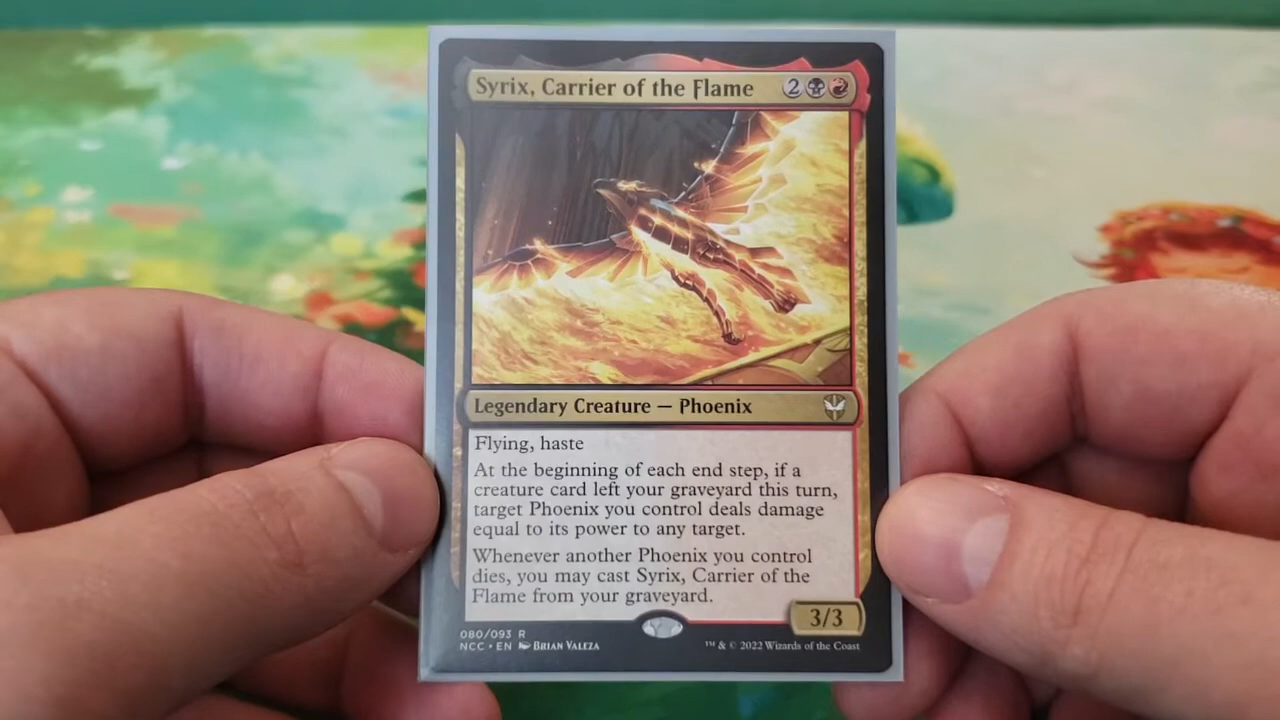 Syrix, Carrier of the Flame 2
Legendary Creature — Phoenix
Flying, haste
At the beginning of each end step, if a
creature card left your graveyard this turn,
target Phoenix you control deals damage
equal to its power to any target.
Whenever another Phoenix you control
dies, you may cast Syrix, Carrier of the
Flame from your graveyard.
3/3
080/093 R
NCC • EN BRIAN VALEZA
™ & © 2022 Wizards of the Coast